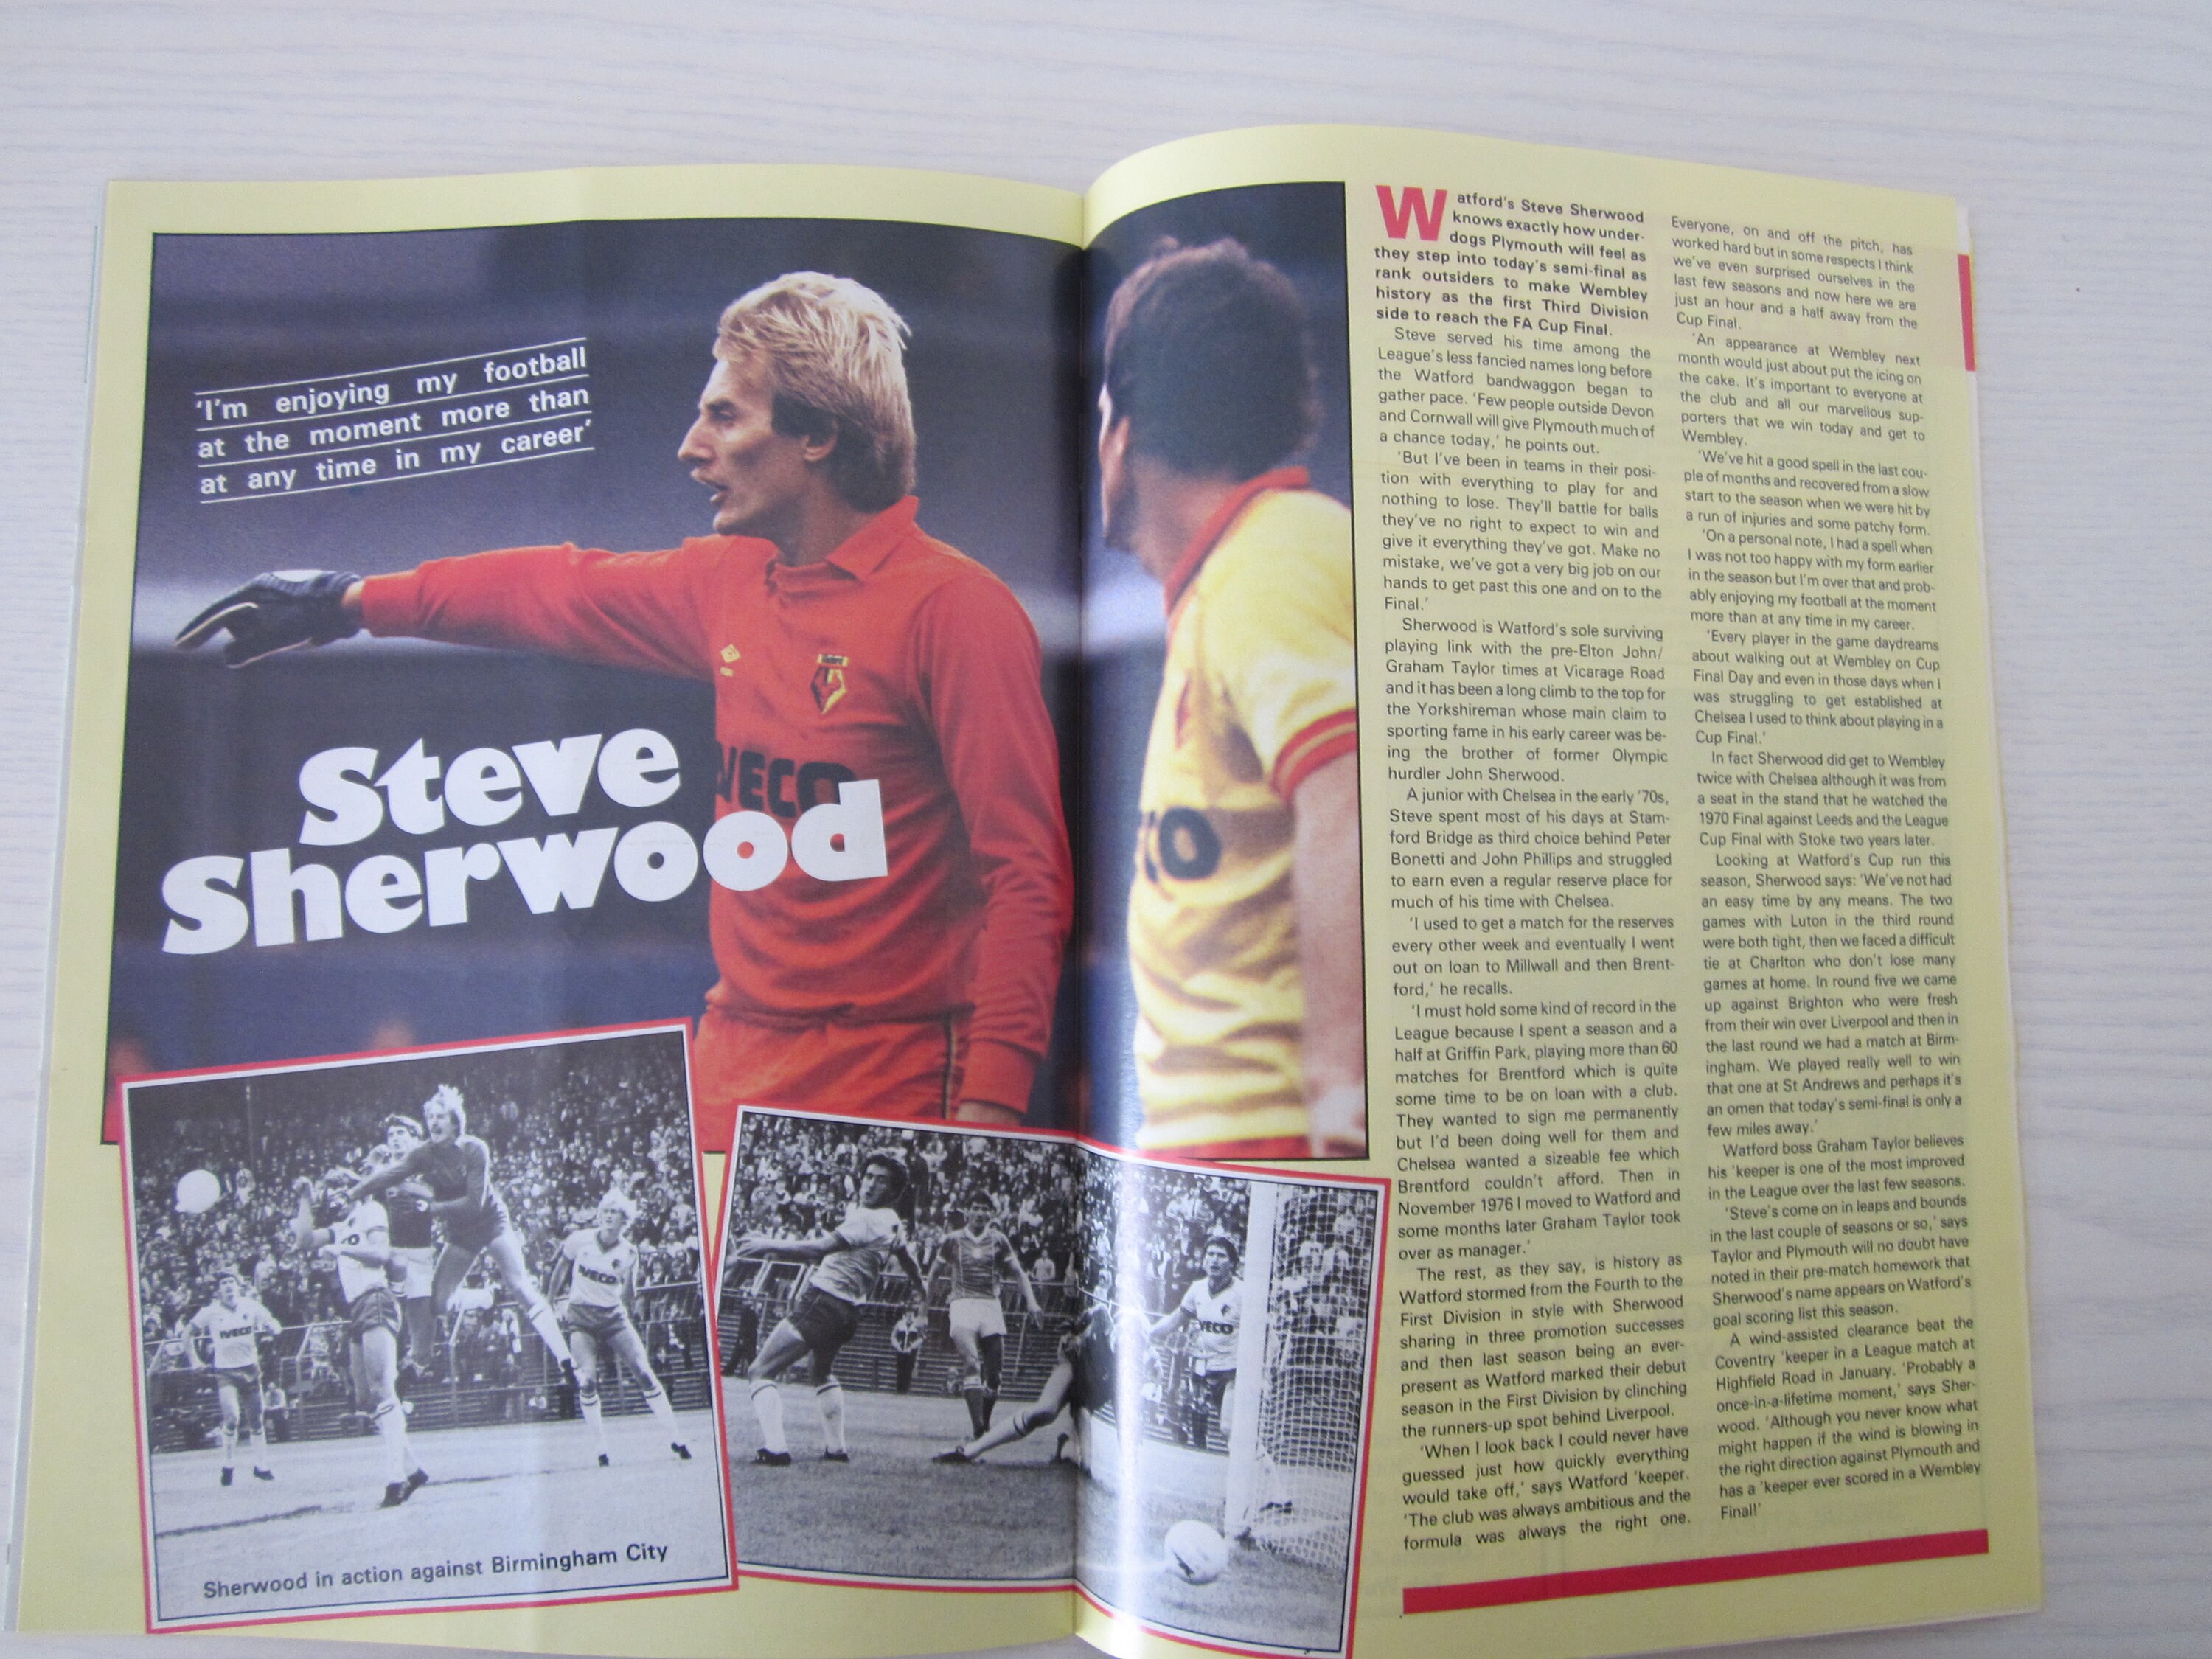 'I'm enjoying my football
at the moment more than
at any time in my career'
Steve
Sherwood
IVECO
Sherwood in action against Birmingham City
IVECO
IVECO
IVECO
Watford's Steve Sherwood
knows exactly how under-
dogs Plymouth will feel as
they step into today's semi-final as
rank outsiders to make Wembley
history as the first Third Division
side to reach the FA Cup Final.
Steve served his time among the
League's less fancied names long before
the Watford bandwaggon began to
gather pace. 'Few people outside Devon
and Cornwall will give Plymouth much of
a chance today,' he points out.
'But I've been in teams in their posi-
tion with everything to play for and
nothing to lose. They'll battle for balls
they've no right to expect to win and
give it everything they've got. Make no
mistake, we've got a very big job on our
hands to get past this one and on to the
Final.'
Sherwood is Watford's sole surviving
playing link with the pre-Elton John/
Graham Taylor times at Vicarage Road
and it has been a long climb to the top for
the Yorkshireman whose main claim to
sporting fame in his early career was be-
ing the brother of former Olympic
hurdler John Sherwood.
A junior with Chelsea in the early '70s,
Steve spent most of his days at Stam-
ford Bridge as third choice behind Peter
Bonetti and John Phillips and struggled
to earn even a regular reserve place for
much of his time with Chelsea.
'I used to get a match for the reserves
every other week and eventually I went
out on loan to Millwall and then Brent-
ford,' he recalls.
'I must hold some kind of record in the
League because I spent a season and a
half at Griffin Park, playing more than 60
matches for Brentford which is quite
some time to be on loan with a club.
They wanted to sign me permanently
but I'd been doing well for them and
Chelsea wanted a sizeable fee which
Brentford couldn't afford. Then in
November 1976 I moved to Watford and
some months later Graham Taylor took
over as manager.'
The rest, as they say, is history as
Watford stormed from the Fourth to the
First Division in style with Sherwood
sharing in three promotion successes
and then last season being an ever-
present as Watford marked their debut
season in the First Division by clinching
the runners-up spot behind Liverpool.
'When I look back I could never have
guessed just how quickly everything
would take off,' says Watford 'keeper.
'The club was always ambitious and the
formula was always the right one.
Everyone, on and off the pitch, has
worked hard but in some respects I think
we've even surprised ourselves in the
last few seasons and now here we are
just an hour and a half away from the
Cup Final.
'An appearance at Wembley next
month would just about put the icing on
the cake. It's important to everyone at
the club and all our marvellous sup-
porters that we win today and get to
Wembley.
'We've hit a good spell in the last cou-
ple of months and recovered from a slow
start to the season when we were hit by
a run of injuries and some patchy form.
'On a personal note, I had a spell when
I was not too happy with my form earlier
in the season but I'm over that and prob-
ably enjoying my football at the moment
more than at any time in my career.
'Every player in the game daydreams
about walking out at Wembley on Cup
Final Day and even in those days when I
was struggling to get established at
Chelsea I used to think about playing in a
Cup Final.'
In fact Sherwood did get to Wembley
twice with Chelsea although it was from
a seat in the stand that he watched the
1970 Final against Leeds and the League
Cup Final with Stoke two years later.
Looking at Watford's Cup run this
season, Sherwood says: 'We've not had
an easy time by any means. The two
games with Luton in the third round
were both tight, then we faced a difficult
tie at Charlton who don't lose many
games at home. In round five we came
up against Brighton who were fresh
from their win over Liverpool and then in
the last round we had a match at Birm-
ingham. We played really well to win
that one at St Andrews and perhaps it's
an omen that today's semi-final is only a
few miles away.'
Watford boss Graham Taylor believes
his 'keeper is one of the most improved
in the League over the last few seasons.
'Steve's come on in leaps and bounds
in the last couple of seasons or so,' says
Taylor and Plymouth will no doubt have
noted in their pre-match homework that
Sherwood's name appears on Watford's
goal scoring list this season.
A wind-assisted clearance beat the
Coventry 'keeper in a League match at
Highfield Road in January. 'Probably a
once-in-a-lifetime moment,' says Sher-
wood. 'Although you never know what
might happen if the wind is blowing in
the right direction against Plymouth and
has a 'keeper ever scored in a Wembley
Final!'